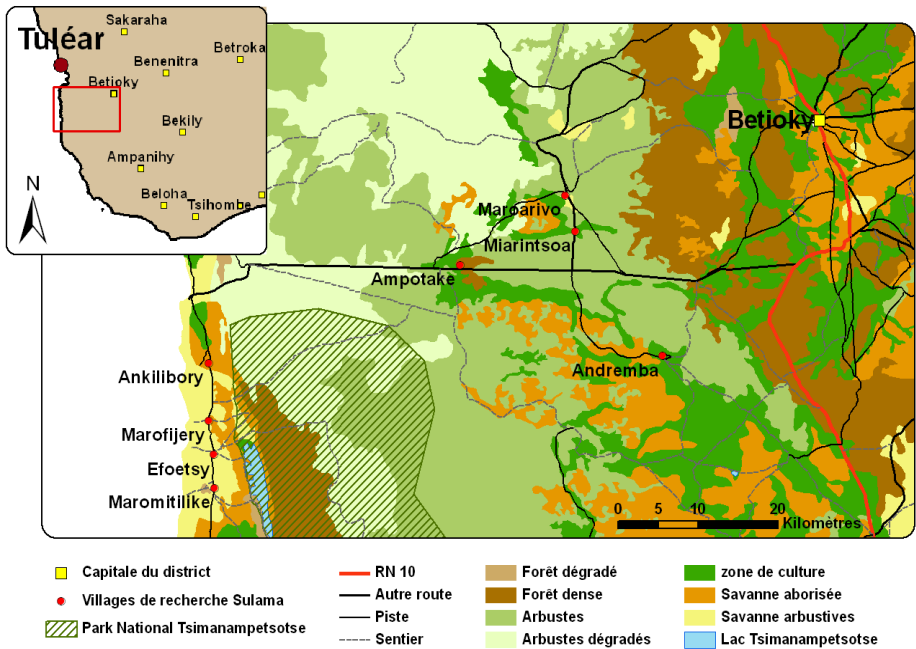 Sakaraha
Tuléar
Betroka
Benenitra
Betioky
Bekily
Ampanihy
Beloha
Tsihombe
N
Betioky
Maroarivo
Miarintsoa
Ampotake
Andremba
Ankilibory
Marofijery
Efoetsy
Maromitilike
0 5 10 20
Kilomètres
Capitale du district
Villages de recherche Sulama
Park National Tsimanampetsotse
RN 10
Autre route
Piste
Sentier
Forêt dégradé
Forêt dense
Arbustes
Arbustes dégradés
zone de culture
Savanne aborisée
Savanne arbustives
Lac Tsimanampetsotse